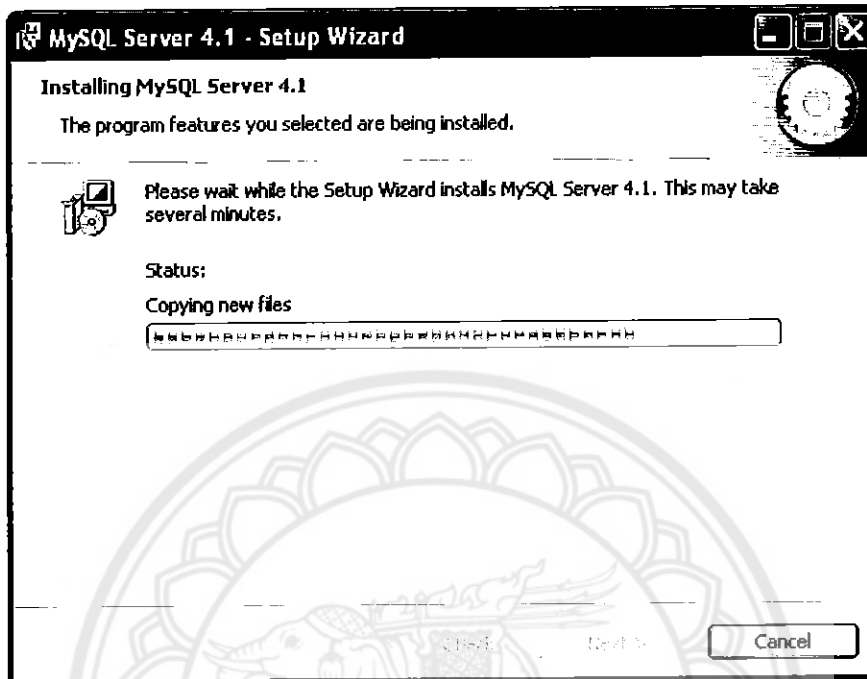 MySQL Server 4.1 - Setup Wizard
Installing MySQL Server 4.1
The program features you selected are being installed.
Please wait while the Setup Wizard installs MySQL Server 4.1. This may take
several minutes.
Status:
Copying new files
Cancel